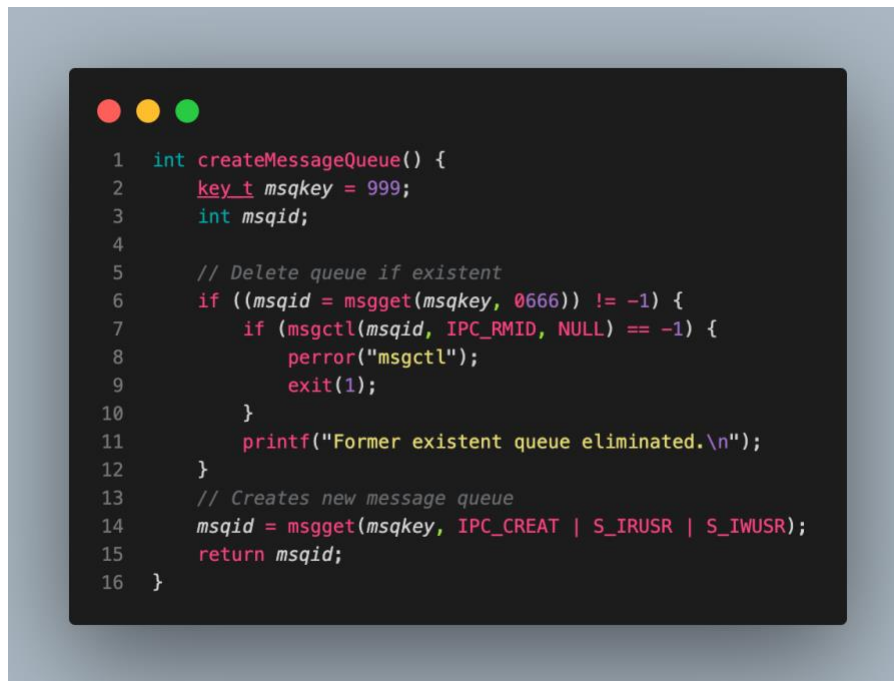 1 int createMessageQueue() {
2     key_t msqkey = 999;
3     int msqid;
4
5     // Delete queue if existent
6     if ((msqid = msgget(msqkey, 0666)) != -1) {
7         if (msgctl(msqid, IPC_RMID, NULL) == -1) {
8             perror("msgctl");
9             exit(1);
10         }
11         printf("Former existent queue eliminated.\n");
12     }
13     // Creates new message queue
14     msqid = msgget(msqkey, IPC_CREAT | S_IRUSR | S_IWUSR);
15     return msqid;
16 }